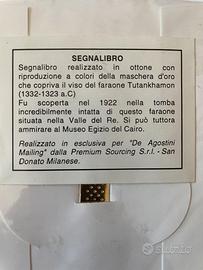 SEGNALIBRO
Segnalibro realizzato in ottone con
riproduzione a colori della maschera d'oro
che copriva il viso del faraone Tutankhamon
(1332-1323 a.C)
Fu scoperta nel 1922 nella tomba
incredibilmente intatta di questo faraone
situata nella Valle del Re. Si può tuttora
ammirare al Museo Egizio del Cairo.
Realizzato in esclusiva per "De Agostini
Mailing" dalla Premium Sourcing S.r.l. - San
Donato Milanese.
subito.it